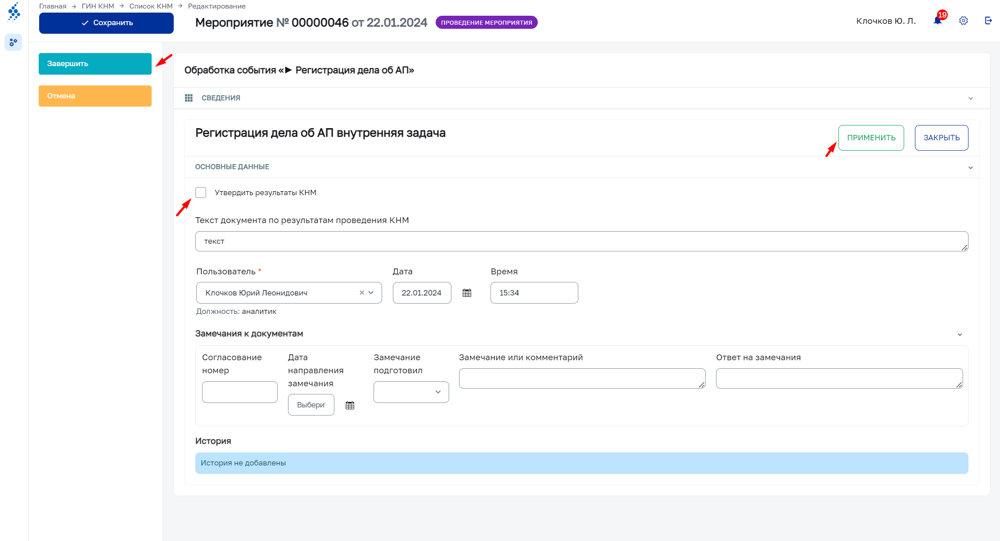 Главная → ГИН КНМ → Список КНМ → Редактирование
Сохранить
Мероприятие № 00000046 от 22.01.2024
ПРОВЕДЕНИЕ МЕРОПРИЯТИЯ
Клочков Ю. Л.
19
Завершить
Отмена
Обработка события «► Регистрация дела об АП»
СВЕДЕНИЯ
Регистрация дела об АП внутренняя задача
ПРИМЕНИТЬ
ЗАКРЫТЬ
ОСНОВНЫЕ ДАННЫЕ
Утвердить результаты КНМ
Текст документа по результатам проведения КНМ
текст
Пользователь * Дата Время
Клочков Юрий Леонидович 22.01.2024 15:34
Должность: аналитик
Замечания к документам
Согласование номер
Дата направления замечания
Выберит
Замечание подготовил
Замечание или комментарий
Ответ на замечания
История
История не добавлены